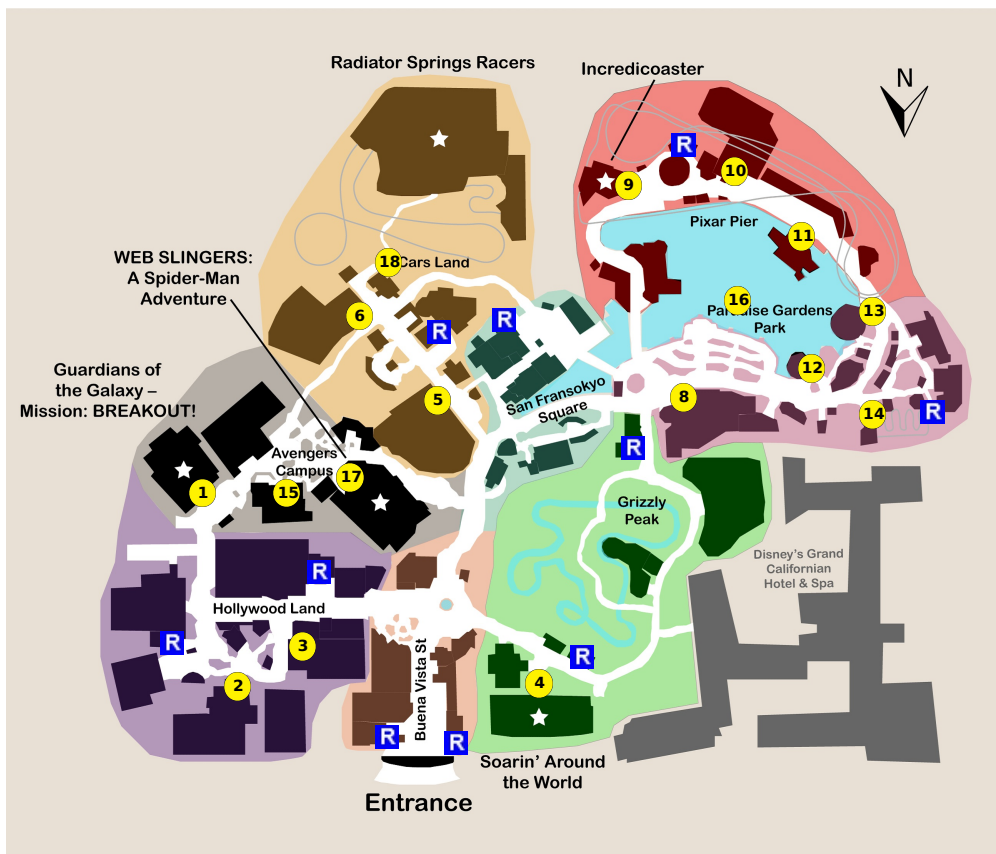 Radiator Springs Racers
Incredicoaster
N
R
10
9
Pixar Pier
11
WEB SLINGERS:
A Spider-Man
Adventure
18
Cars Land
16
Paradise Gardens
Park
13
6
R
R
Guardians of
the Galaxy –
Mission: BREAKOUT!
12
5
8
San Fransokyo
Square
14
R
R
Avengers
Campus
17
1
15
Grizzly
Peak
Disney's Grand
Californian
Hotel & Spa
R
Hollywood Land
R
3
Buena Vista St
R
2
4
R
R
Soarin' Around
the World
Entrance